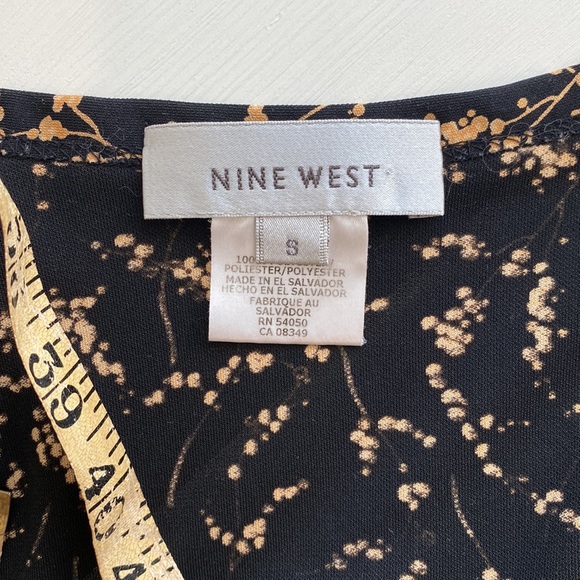 NINE WEST
S
100
POLIESTER/POLYESTER
MADE IN EL SALVADOR
HECHO EN EL SALVADOR
FABRIQUE AU
SALVADOR
RN 54050
CA 08349
39